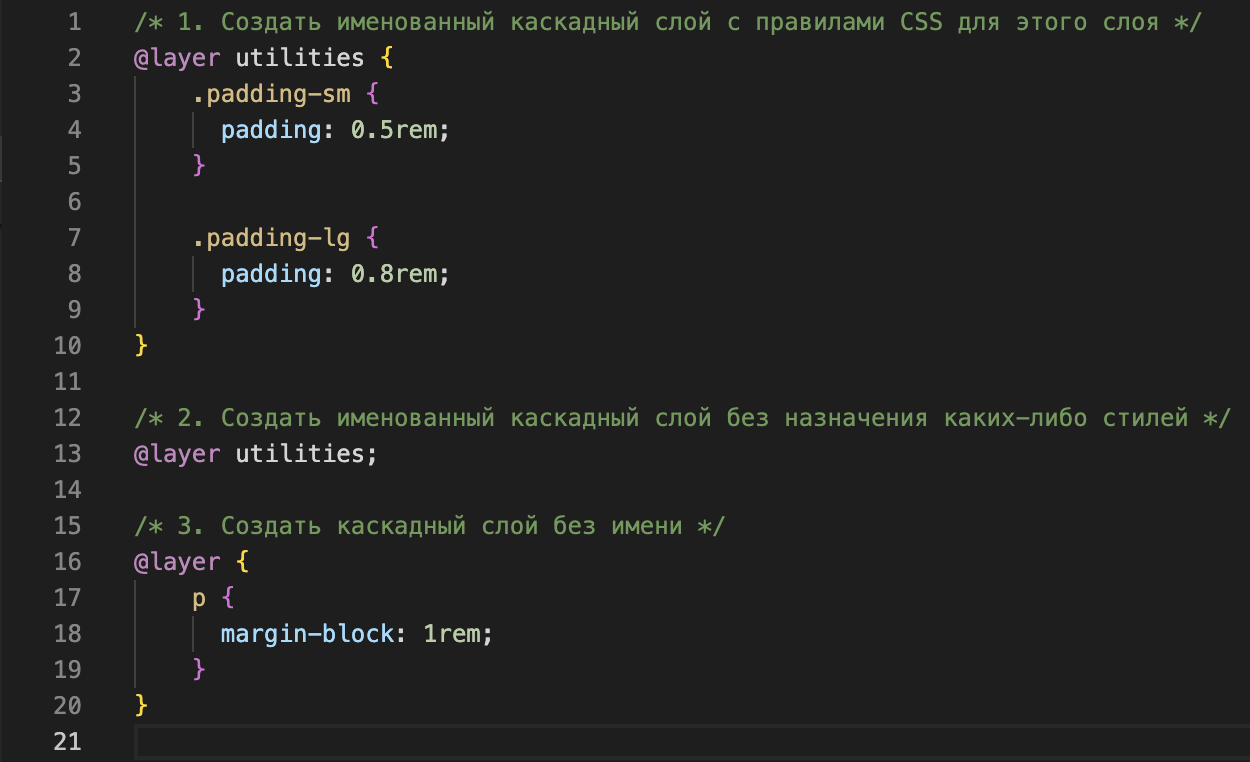 1 /* 1. Создать именованный каскадный слой с правилами CSS для этого слоя */
2 @layer utilities {
3 .padding-sm {
4 padding: 0.5rem;
5 }
6
7 .padding-lg {
8 padding: 0.8rem;
9 }
10 }
11
12 /* 2. Создать именованный каскадный слой без назначения каких-либо стилей */
13 @layer utilities;
14
15 /* 3. Создать каскадный слой без имени */
16 @layer {
17 p {
18 margin-block: 1rem;
19 }
20 }
21